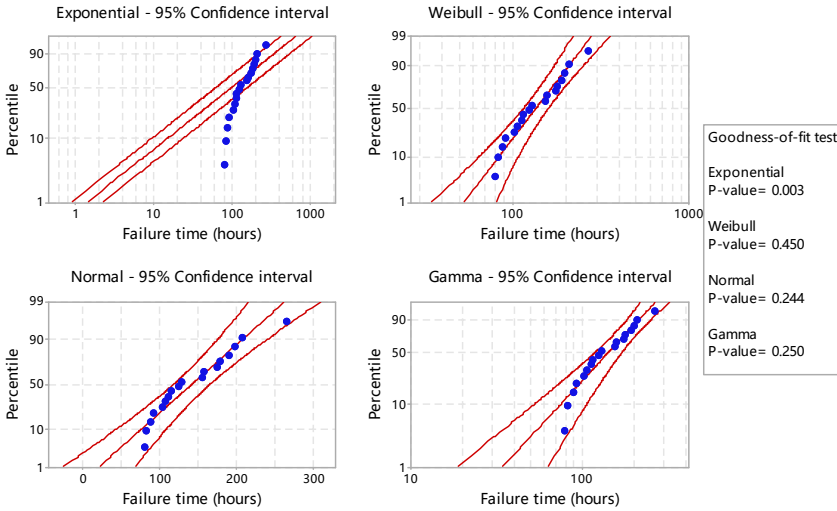 Exponential - 95% Confidence interval
Percentile
90
50
10
1
1
10
100
1000
Failure time (hours)
Weibull - 95% Confidence interval
Percentile
99
90
50
10
1
100
1000
Failure time (hours)
Normal - 95% Confidence interval
Percentile
99
90
50
10
1
0
100
200
300
Failure time (hours)
Gamma - 95% Confidence interval
Percentile
90
50
10
1
10
100
Failure time (hours)
Goodness-of-fit test
Exponential
P-value= 0.003
Weibull
P-value= 0.450
Normal
P-value= 0.244
Gamma
P-value= 0.250